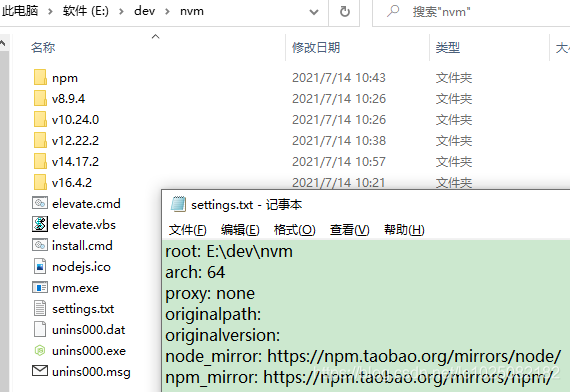 此电脑 > 软件 (E:) > dev > nvm
搜索"nvm"
名称 修改日期 类型 大
npm 2021/7/14 10:43 文件夹
v8.9.4 2021/7/14 10:26 文件夹
v10.24.0 2021/7/14 10:26 文件夹
v12.22.2 2021/7/14 10:38 文件夹
v14.17.2 2021/7/14 10:57 文件夹
v16.4.2 2021/7/14 10:21 文件夹
elevate.cmd
elevate.vbs
install.cmd
nodejs.ico
nvm.exe
settings.txt
unins000.dat
unins000.exe
unins000.msg
settings.txt - 记事本
文件(F) 编辑(E) 格式(O) 查看(V) 帮助(H)
root: E:\dev\nvm
arch: 64
proxy: none
originalpath:
originalversion:
node_mirror: https://npm.taobao.org/mirrors/node/
npm_mirror: https://npm.taobao.org/mirrors/npm/